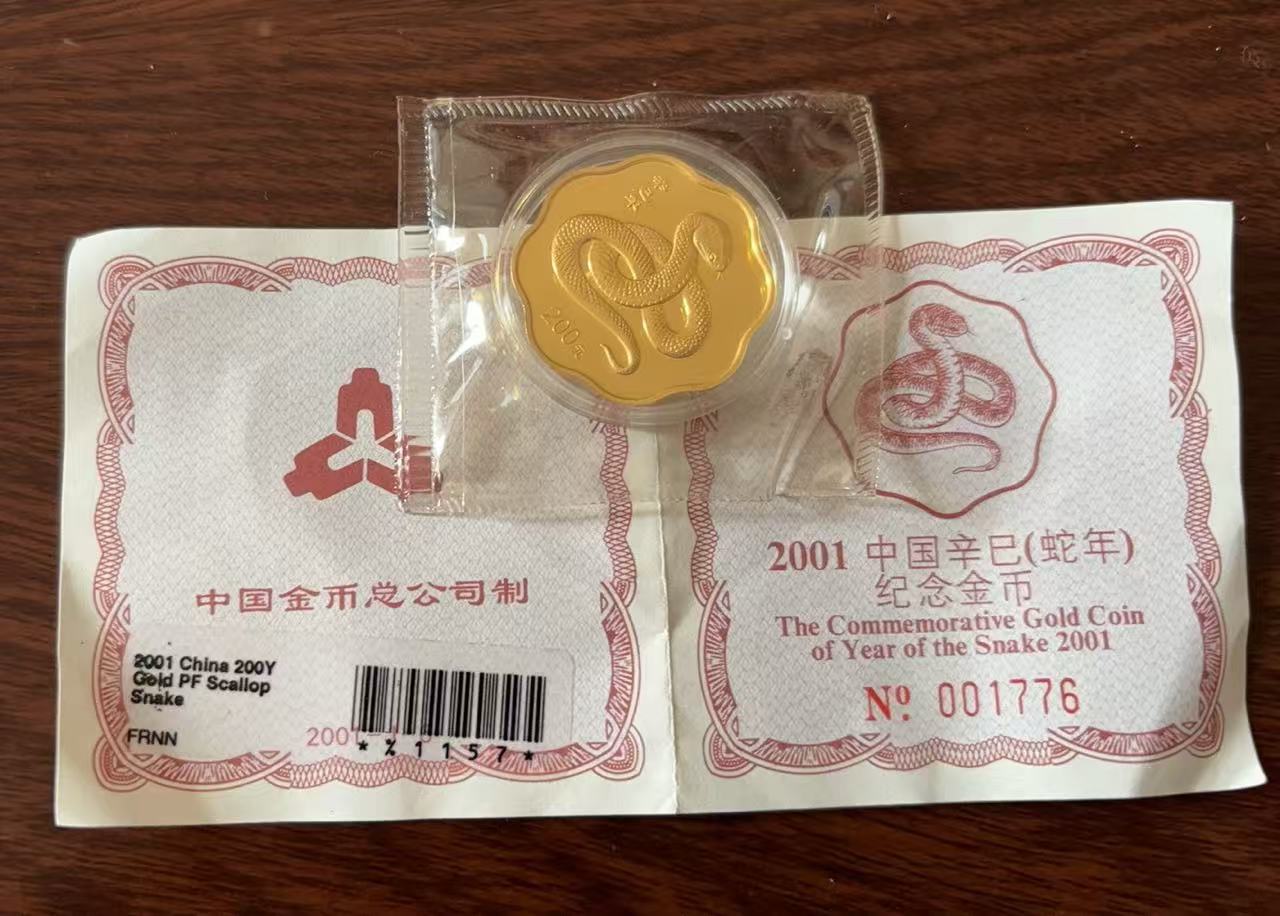 200元
中国金币总公司制
2001 China 200Y
Gold PF Scallop
Snake
FRNN
*%1157*
2001 中国辛巳(蛇年)
纪念金币
The Commemorative Gold Coin
of Year of the Snake 2001
Nº 001776